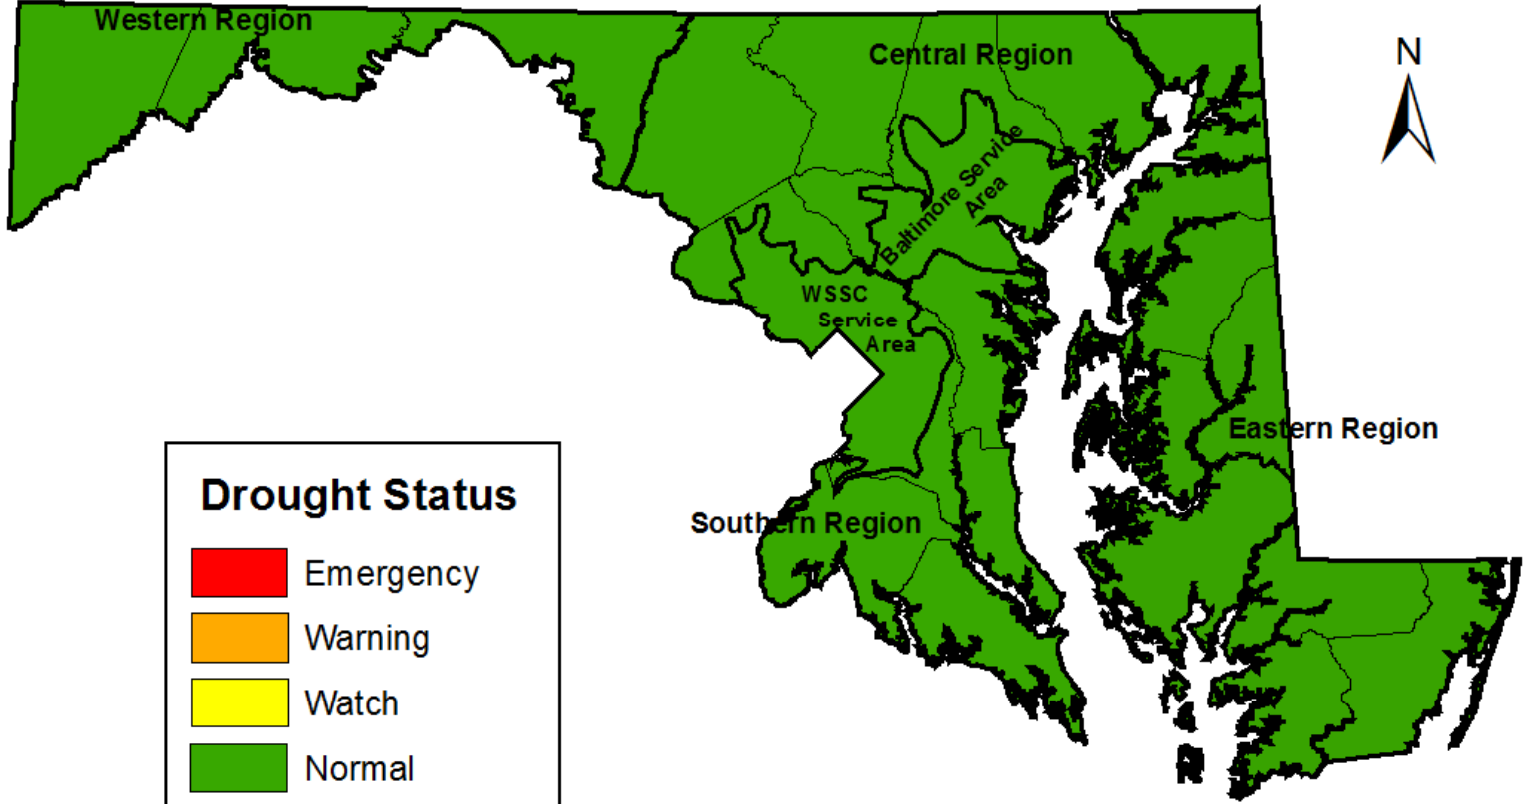 Western Region
Central Region
N
Baltimore Service
Area
WSSC
Service
Area
Eastern Region
Southern Region
Drought Status
Emergency
Warning
Watch
Normal